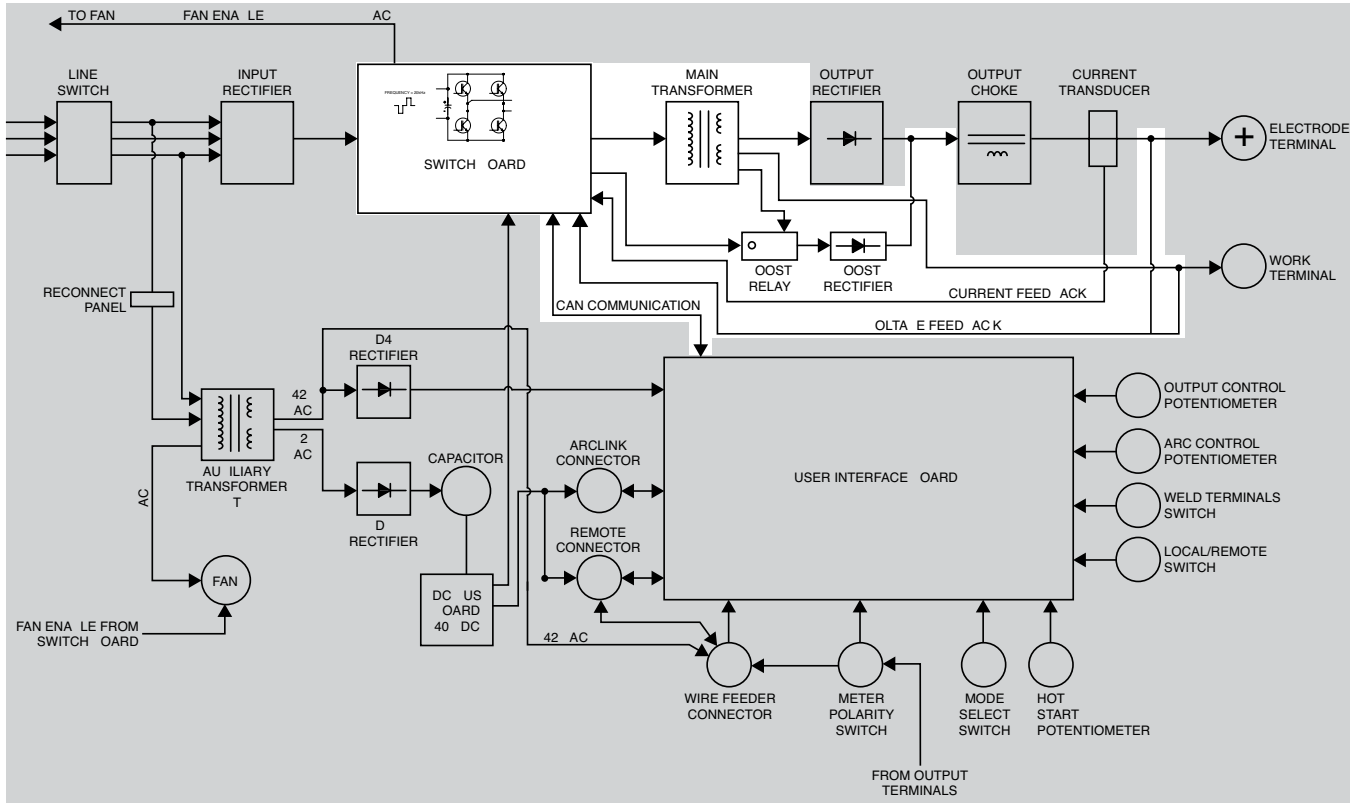 TO FAN FAN ENA LE AC
LINE
SWITCH
INPUT
RECTIFIER
FREQUENCY = 20kHz
SWITCH OARD
MAIN
TRANSFORMER
OUTPUT
RECTIFIER
OUTPUT
CHOKE
CURRENT
TRANSDUCER
+
ELECTRODE
TERMINAL
WORK
TERMINAL
OOST
RELAY
OOST
RECTIFIER
CURRENT FEED ACK
OLTA E FEED AC K
CAN COMMUNICATION
RECONNECT
PANEL
D4
RECTIFIER
42
AC
2
AC
AU ILIARY
TRANSFORMER
T
AC
D
RECTIFIER
CAPACITOR
ARCLINK
CONNECTOR
REMOTE
CONNECTOR
USER INTERFACE OARD
OUTPUT CONTROL
POTENTIOMETER
ARC CONTROL
POTENTIOMETER
WELD TERMINALS
SWITCH
LOCAL/REMOTE
SWITCH
FAN
FAN ENA LE FROM
SWITCH OARD
DC US
OARD
40 DC
42 AC
WIRE FEEDER
CONNECTOR
METER
POLARITY
SWITCH
MODE
SELECT
SWITCH
HOT
START
POTENTIOMETER
FROM OUTPUT
TERMINALS